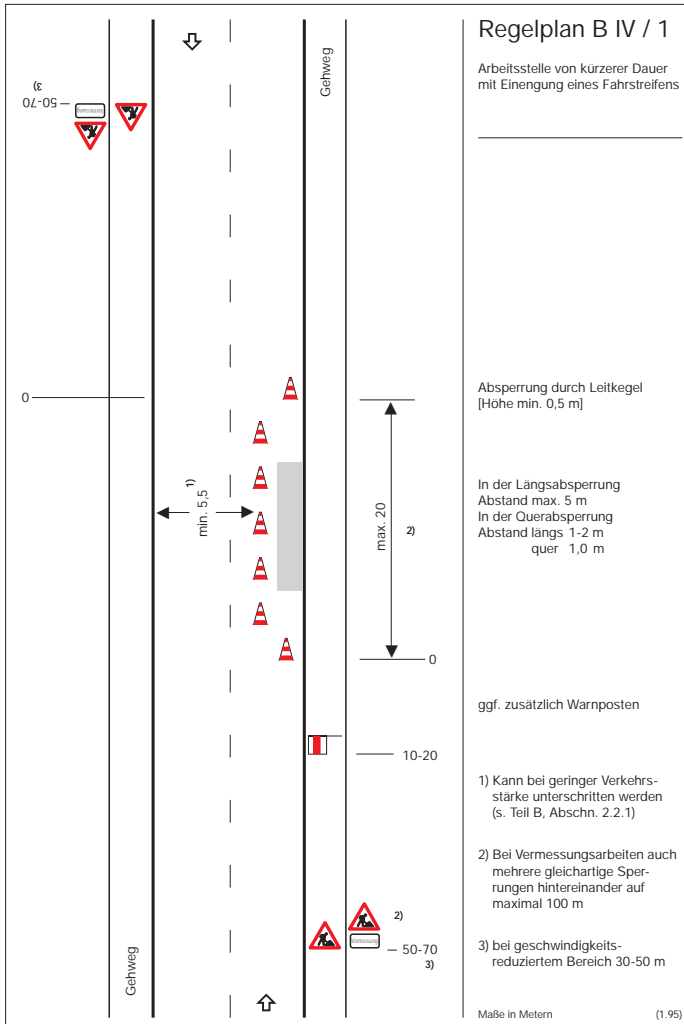 Regelplan B IV / 1
Arbeitsstelle von kürzerer Dauer
mit Einengung eines Fahrstreifens
Gehweg
3)
50-70
Vermessung
0
Absperrung durch Leitkegel
[Höhe min. 0,5 m]
1)
min. 5,5
max. 20
2)
In der Längsabsperrung
Abstand max. 5 m
In der Querabsperrung
Abstand längs 1-2 m
quer 1,0 m
0
ggf. zusätzlich Warnposten
10-20
1) Kann bei geringer Verkehrs-
stärke unterschritten werden
(s. Teil B, Abschn. 2.2.1)
2) Bei Vermessungsarbeiten auch
mehrere gleichartige Sper-
rungen hintereinander auf
maximal 100 m
2)
Vermessung
50-70
3)
3) bei geschwindigkeits-
reduziertem Bereich 30-50 m
Gehweg
Maße in Metern
(1.95)